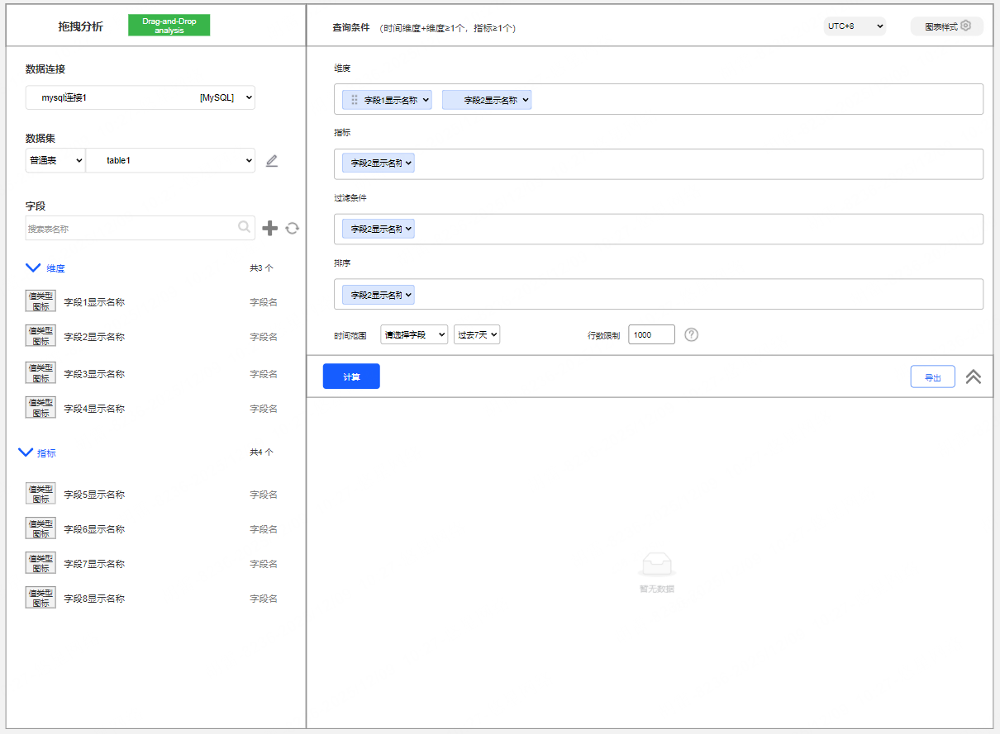 拖拽分析
Drag-and-Drop
analysis
数据连接
mysql连接1 [MySQL]
数据集
普通表 table1
字段
搜索表名称
维度 共3 个
值类型
图标
字段1显示名称 字段名
值类型
图标
字段2显示名称 字段名
值类型
图标
字段3显示名称 字段名
值类型
图标
字段4显示名称 字段名
指标 共4 个
值类型
图标
字段5显示名称 字段名
值类型
图标
字段6显示名称 字段名
值类型
图标
字段7显示名称 字段名
值类型
图标
字段8显示名称 字段名
查询条件 (时间维度+维度≥1个，指标≥1个) UTC+8 图表样式
维度
字段1显示名称 字段2显示名称
指标
字段2显示名称
过滤条件
字段2显示名称
排序
字段2显示名称
时间范围 请选择字段 过去7天 行数限制 1000
计算 导出
暂无数据